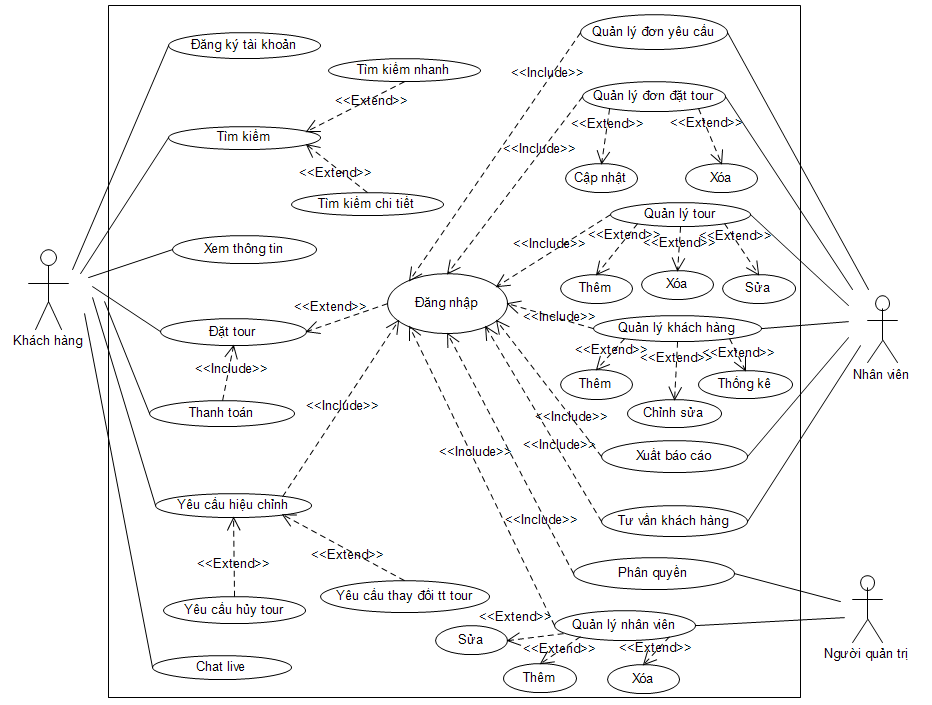 Quản lý đơn yêu cầu
Đăng ký tài khoản
Tìm kiếm nhanh
<<Include>>
Quản lý đơn đặt tour
<<Extend>>
<<Extend>>
<<Extend>>
Tìm kiếm
<<Include>>
<<Extend>>
Cập nhật
Xóa
Tìm kiếm chi tiết
Quản lý tour
<<Extend>>
<<Extend>>
<<Extend>>
<<Include>>
Xem thông tin
Thêm
Xóa
Sửa
Đăng nhập
<<Extend>>
<<Include>>
Đặt tour
Quản lý khách hàng
Khách hàng
<<Extend>>
<<Extend>>
<<Extend>>
<<Include>>
Nhân viên
Thêm
Thống kê
<<Include>>
Thanh toán
Chỉnh sửa
<<Include>>
<<Include>>
<<Include>>
Xuất báo cáo
Yêu cầu hiệu chỉnh
<<Include>>
Tư vấn khách hàng
<<Extend>>
<<Extend>>
Phân quyền
Yêu cầu thay đổi tt tour
Yêu cầu hủy tour
<<Extend>>
Quản lý nhân viên
Sửa
<<Extend>>
<<Extend>>
Người quản trị
Chat live
Thêm
Xóa